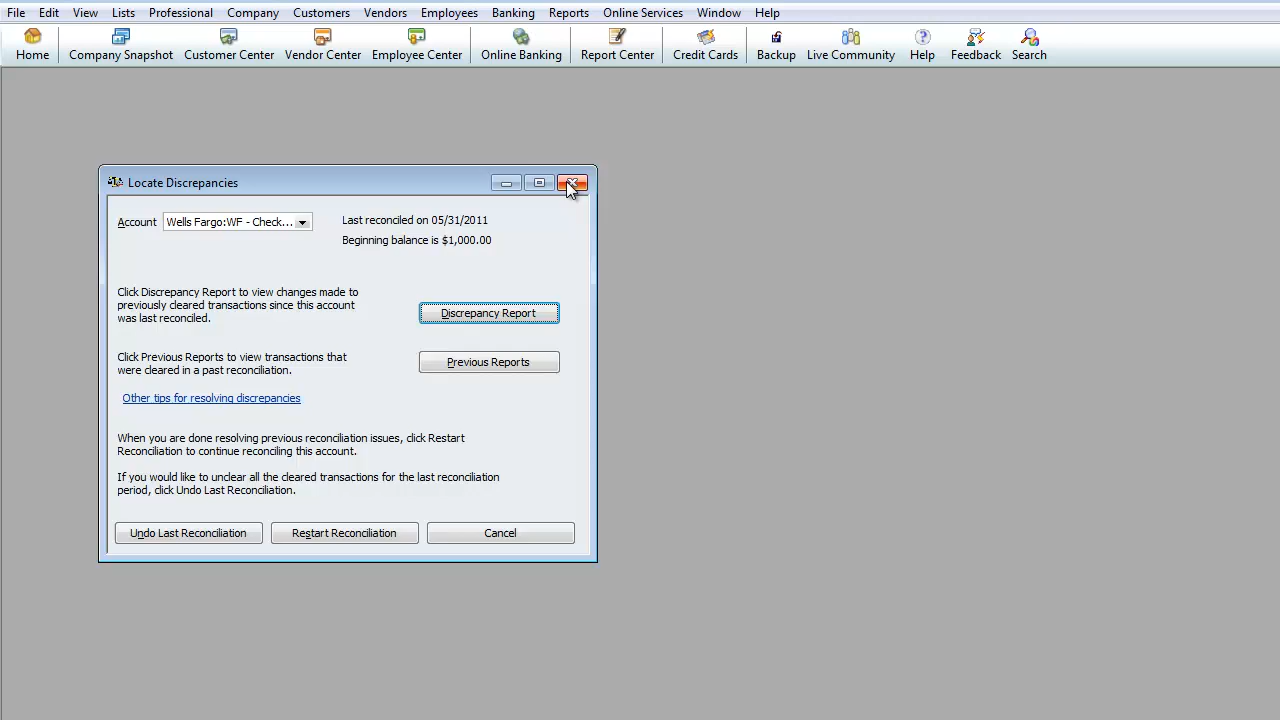 File Edit View Lists Professional Company Customers Vendors Employees Banking Reports Online Services Window Help
Home Company Snapshot Customer Center Vendor Center Employee Center Online Banking Report Center Credit Cards Backup Live Community Help Feedback Search
Locate Discrepancies
Account Wells Fargo:WF - Check... Last reconciled on 05/31/2011
Beginning balance is $1,000.00
Click Discrepancy Report to view changes made to
previously cleared transactions since this account
was last reconciled.
Discrepancy Report
Click Previous Reports to view transactions that
were cleared in a past reconciliation.
Previous Reports
Other tips for resolving discrepancies
When you are done resolving previous reconciliation issues, click Restart
Reconciliation to continue reconciling this account.
If you would like to unclear all the cleared transactions for the last reconciliation
period, click Undo Last Reconciliation.
Undo Last Reconciliation Restart Reconciliation Cancel